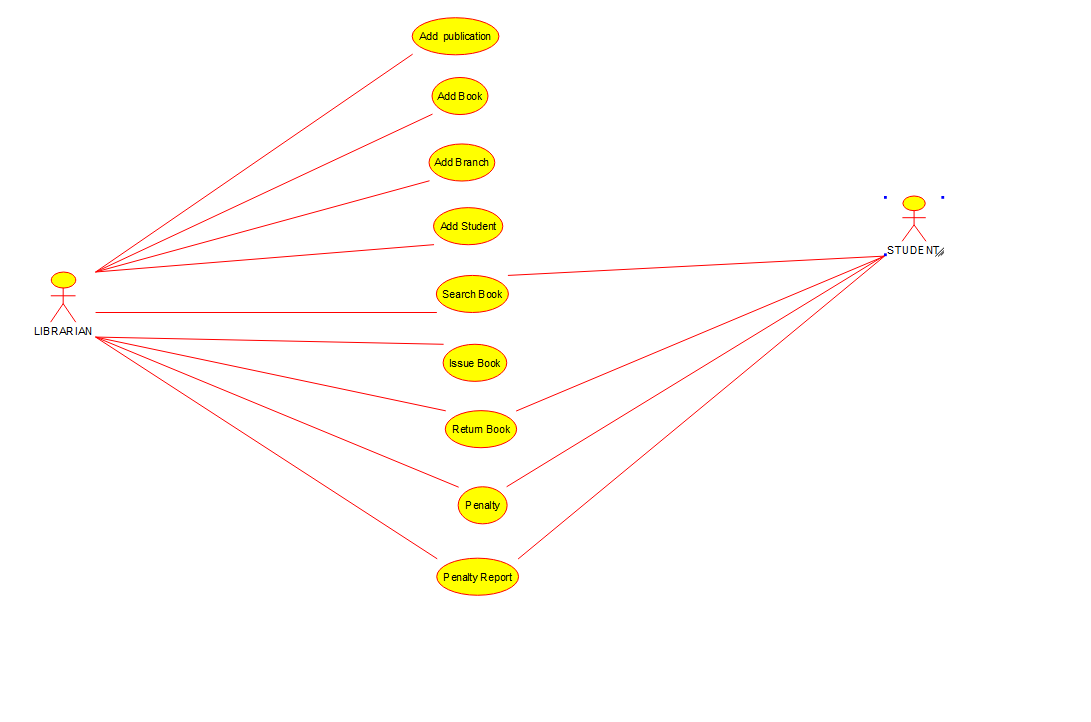 Add publication
Add Book
Add Branch
Add Student
Search Book
Issue Book
Return Book
Penalty
Penalty Report
LIBRARIAN
STUDENT